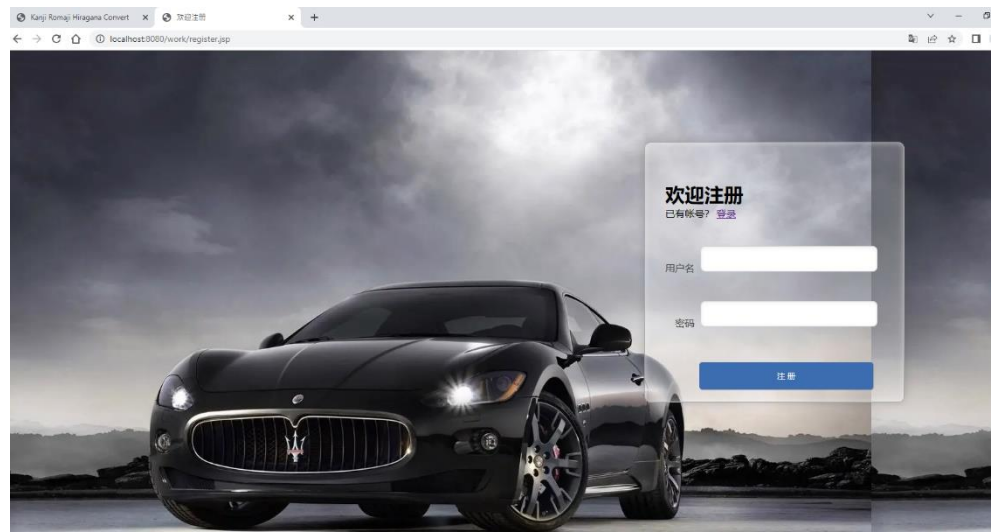 Kanji Romaji Hiragana Convert
欢迎注册
localhost:8080/work/register.jsp
欢迎注册
已有帐号? 登录
用户名
密码
注册